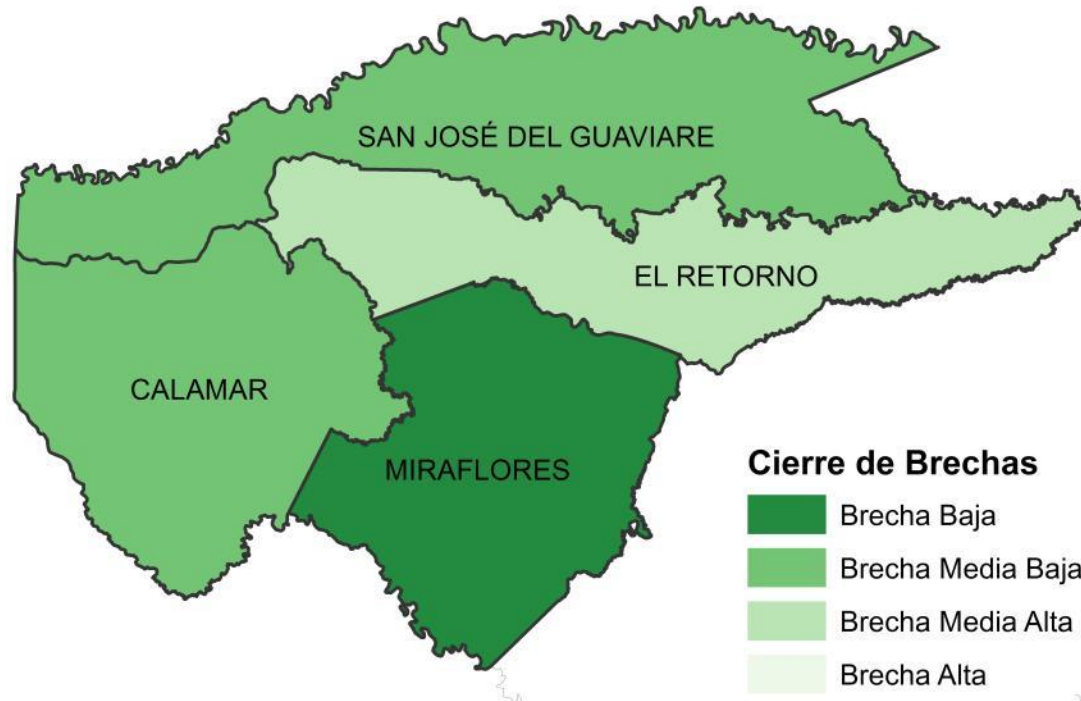 SAN JOSÉ DEL GUAVIARE
EL RETORNO
CALAMAR
MIRAFLORES
Cierre de Brechas
Brecha Baja
Brecha Media Baja
Brecha Media Alta
Brecha Alta